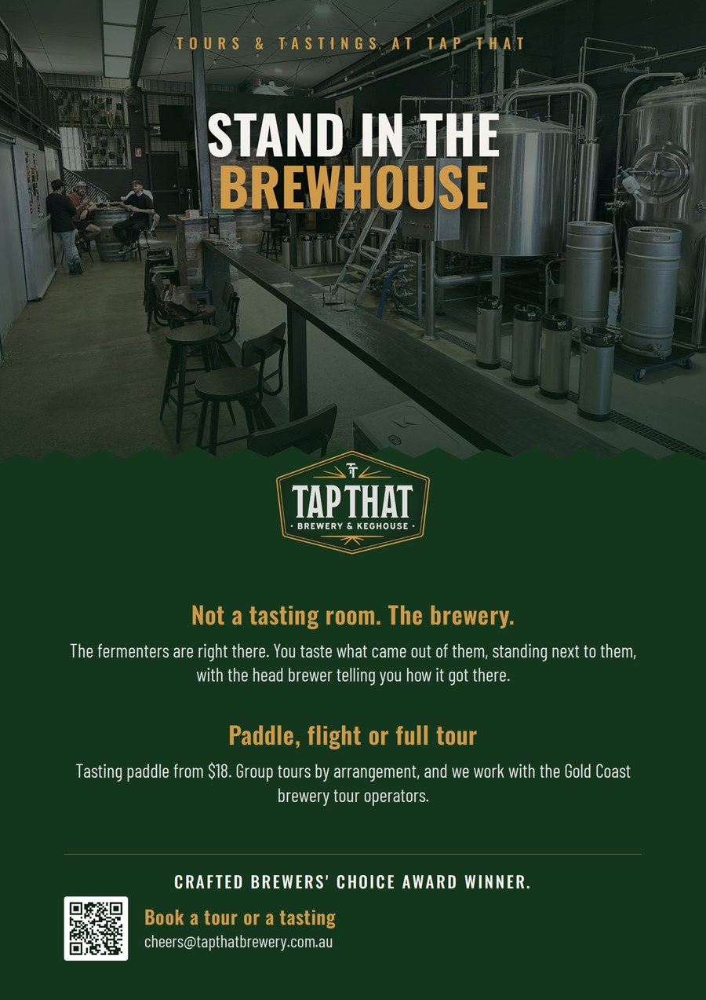 TOURS & TASTINGS AT TAP THAT
STAND IN THE
BREWHOUSE
TT
TAP THAT
• BREWERY & KEGHOUSE •
Not a tasting room. The brewery.
The fermenters are right there. You taste what came out of them, standing next to them,
with the head brewer telling you how it got there.
Paddle, flight or full tour
Tasting paddle from $18. Group tours by arrangement, and we work with the Gold Coast
brewery tour operators.
CRAFTED BREWERS' CHOICE AWARD WINNER.
Book a tour or a tasting
cheers@tapthatbrewery.com.au